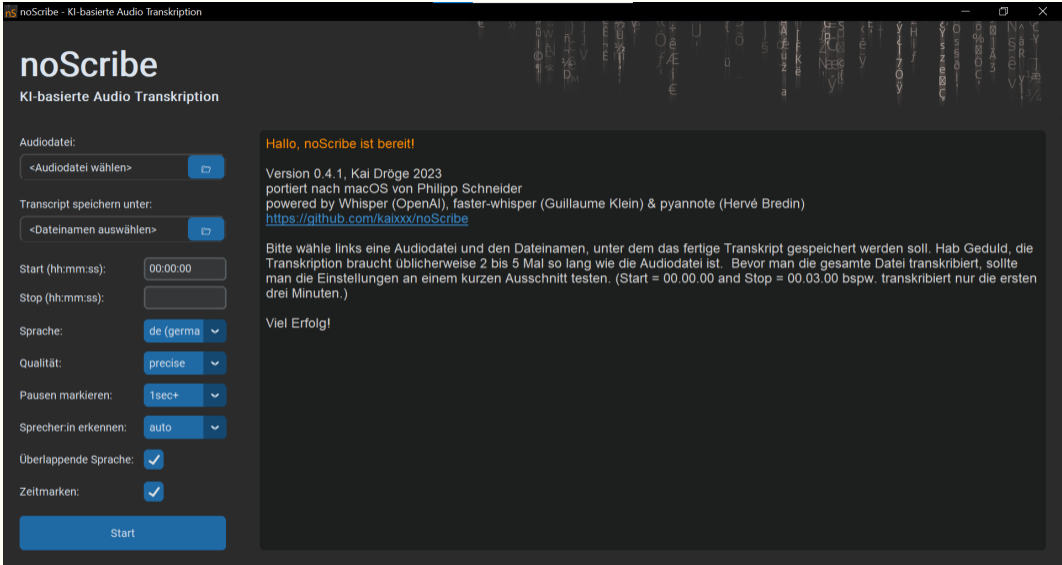 noScribe - KI-basierte Audio Transkription
noScribe
KI-basierte Audio Transkription
Audiodatei:
<Audiodatei wählen>
Transcript speichern unter:
<Dateinamen auswählen>
Start (hh:mm:ss): 00:00:00
Stop (hh:mm:ss):
Sprache: de (germa
Qualität: precise
Pausen markieren: 1sec+
Sprecher:in erkennen: auto
Überlappende Sprache:
Zeitmarken:
Start
Hallo, noScribe ist bereit!
Version 0.4.1, Kai Dröge 2023
portiert nach macOS von Philipp Schneider
powered by Whisper (OpenAI), faster-whisper (Guillaume Klein) & pyannote (Hervé Bredin)
https://github.com/kaixxx/noScribe
Bitte wähle links eine Audiodatei und den Dateinamen, unter dem das fertige Transkript gespeichert werden soll. Hab Geduld, die
Transkription braucht üblicherweise 2 bis 5 Mal so lang wie die Audiodatei ist.  Bevor man die gesamte Datei transkribiert, sollte
man die Einstellungen an einem kurzen Ausschnitt testen. (Start = 00.00.00 and Stop = 00.03.00 bspw. transkribiert nur die ersten
drei Minuten.)
Viel Erfolg!